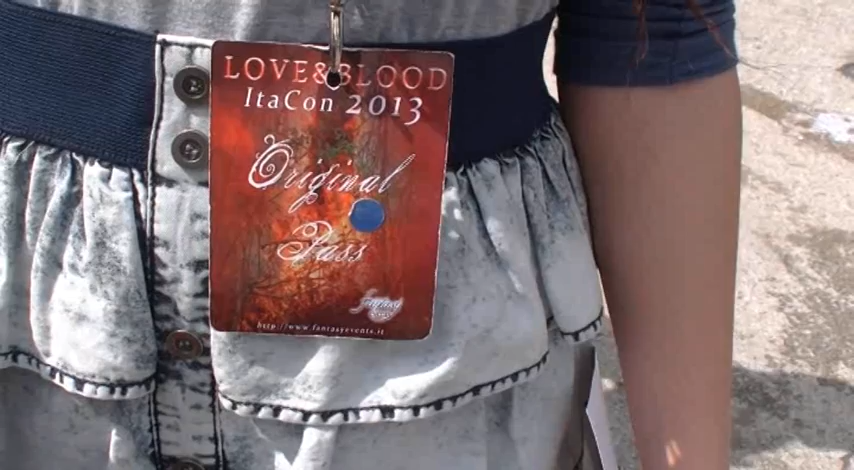 LOVE&BLOOD
ItaCon 2013
Original
Pass
fantasy
http://www.fantasyevents.it